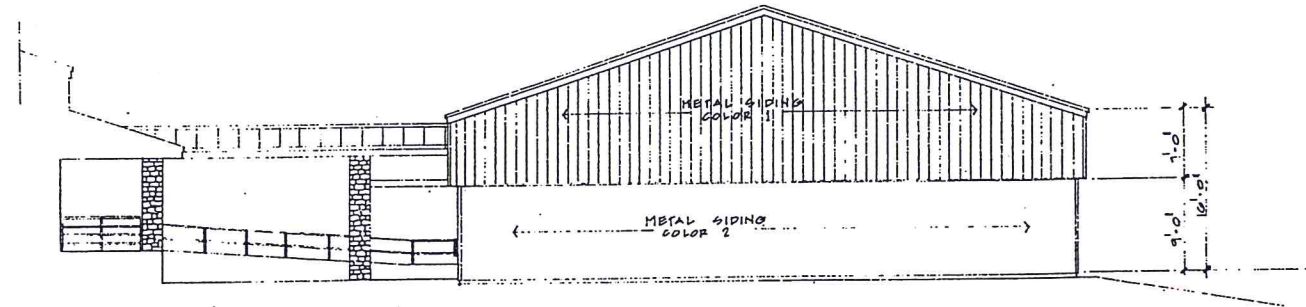 METAL SIDING
COLOR 1
METAL SIDING
COLOR 2
7'-0"
9'-0"
16'-0"